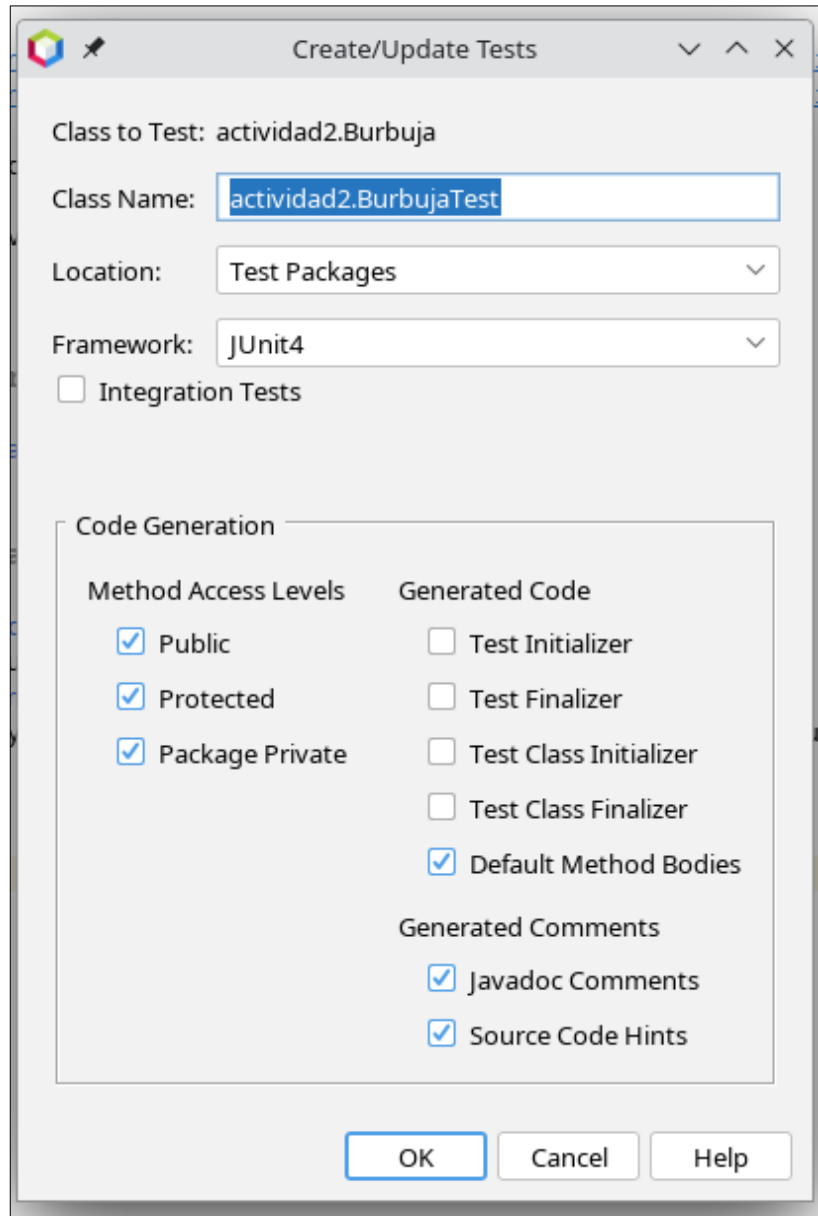 Create/Update Tests
Class to Test: actividad2.Burbuja
Class Name: actividad2.BurbujaTest
Location: Test Packages
Framework: JUnit4
Integration Tests
Code Generation
Method Access Levels
Public
Protected
Package Private
Generated Code
Test Initializer
Test Finalizer
Test Class Initializer
Test Class Finalizer
Default Method Bodies
Generated Comments
Javadoc Comments
Source Code Hints
OK Cancel Help